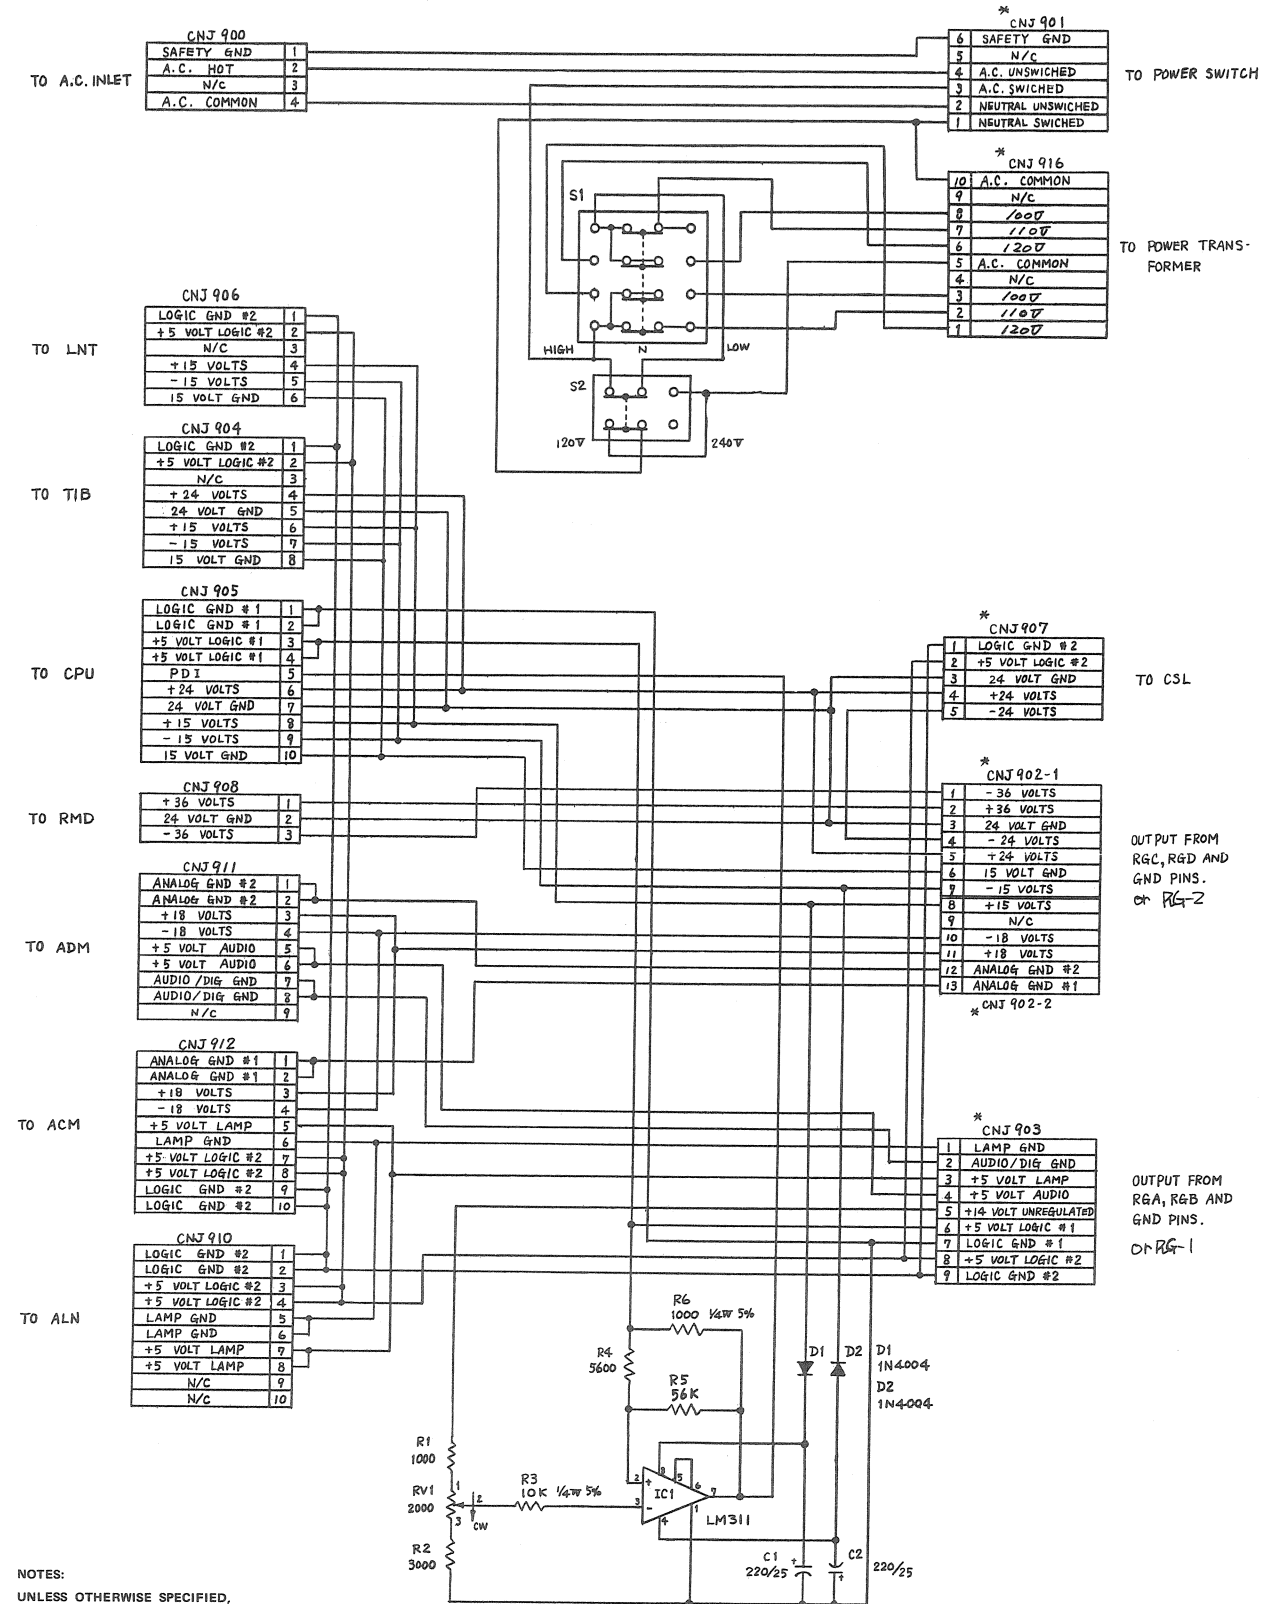 CNJ 900
TO A.C. INLET
SAFETY GND 1
A.C. HOT 2
N/C 3
A.C. COMMON 4
*
CNJ 901
6 SAFETY GND
5 N/C
4 A.C. UNSWICHED
3 A.C. SWICHED
2 NEUTRAL UNSWICHED
1 NEUTRAL SWICHED
TO POWER SWITCH
*
CNJ 916
10 A.C. COMMON
9 N/C
8 100V
7 110V
6 120V
5 A.C. COMMON
4 N/C
3 100V
2 110V
1 120V
TO POWER TRANS-
FORMER
S1
HIGH N LOW
S2
120V 240V
CNJ 906
TO LNT
LOGIC GND #2 1
+5 VOLT LOGIC #2 2
N/C 3
+15 VOLTS 4
-15 VOLTS 5
15 VOLT GND 6
CNJ 904
TO TIB
LOGIC GND #2 1
+5 VOLT LOGIC #2 2
N/C 3
+24 VOLTS 4
24 VOLT GND 5
+15 VOLTS 6
-15 VOLTS 7
15 VOLT GND 8
CNJ 905
TO CPU
LOGIC GND #1 1
LOGIC GND #1 2
+5 VOLT LOGIC #1 3
+5 VOLT LOGIC #1 4
PDI 5
+24 VOLTS 6
24 VOLT GND 7
+15 VOLTS 8
-15 VOLTS 9
15 VOLT GND 10
*
CNJ 907
1 LOGIC GND #2
2 +5 VOLT LOGIC #2
3 24 VOLT GND
4 +24 VOLTS
5 -24 VOLTS
TO CSL
CNJ 908
TO RMD
+36 VOLTS 1
24 VOLT GND 2
-36 VOLTS 3
*
CNJ 902-1
1 -36 VOLTS
2 +36 VOLTS
3 24 VOLT GND
4 -24 VOLTS
5 +24 VOLTS
6 15 VOLT GND
7 -15 VOLTS
8 +15 VOLTS
9 N/C
10 -18 VOLTS
11 +18 VOLTS
12 ANALOG GND #2
13 ANALOG GND #1
* CNJ 902-2
OUTPUT FROM
RGC, RGD AND
GND PINS.
or RG-2
CNJ 911
TO ADM
ANALOG GND #2 1
ANALOG GND #2 2
+18 VOLTS 3
-18 VOLTS 4
+5 VOLT AUDIO 5
+5 VOLT AUDIO 6
AUDIO/DIG GND 7
AUDIO/DIG GND 8
N/C 9
CNJ 912
TO ACM
ANALOG GND #1 1
ANALOG GND #1 2
+18 VOLTS 3
-18 VOLTS 4
+5 VOLT LAMP 5
LAMP GND 6
+5 VOLT LOGIC #2 7
+5 VOLT LOGIC #2 8
LOGIC GND #2 9
LOGIC GND #2 10
*
CNJ 903
1 LAMP GND
2 AUDIO/DIG GND
3 +5 VOLT LAMP
4 +5 VOLT AUDIO
5 +14 VOLT UNREGULATED
6 +5 VOLT LOGIC #1
7 LOGIC GND #1
8 +5 VOLT LOGIC #2
9 LOGIC GND #2
OUTPUT FROM
RGA, RGB AND
GND PINS.
or RG-1
CNJ 910
TO ALN
LOGIC GND #2 1
LOGIC GND #2 2
+5 VOLT LOGIC #2 3
+5 VOLT LOGIC #2 4
LAMP GND 5
LAMP GND 6
+5 VOLT LAMP 7
+5 VOLT LAMP 8
N/C 9
N/C 10
R6
1000 1/4W 5%
R4
5600
R5
56K
D1 D2
D1
1N4004
D2
1N4004
R1
1000
RV1
2000
1
2
3
CW
R2
3000
R3
10K 1/4W 5%
2 + 8 5 6
IC1 7
3 - 4 1
LM311
C1
220/25
+
C2
220/25
+
NOTES:
UNLESS OTHERWISE SPECIFIED,